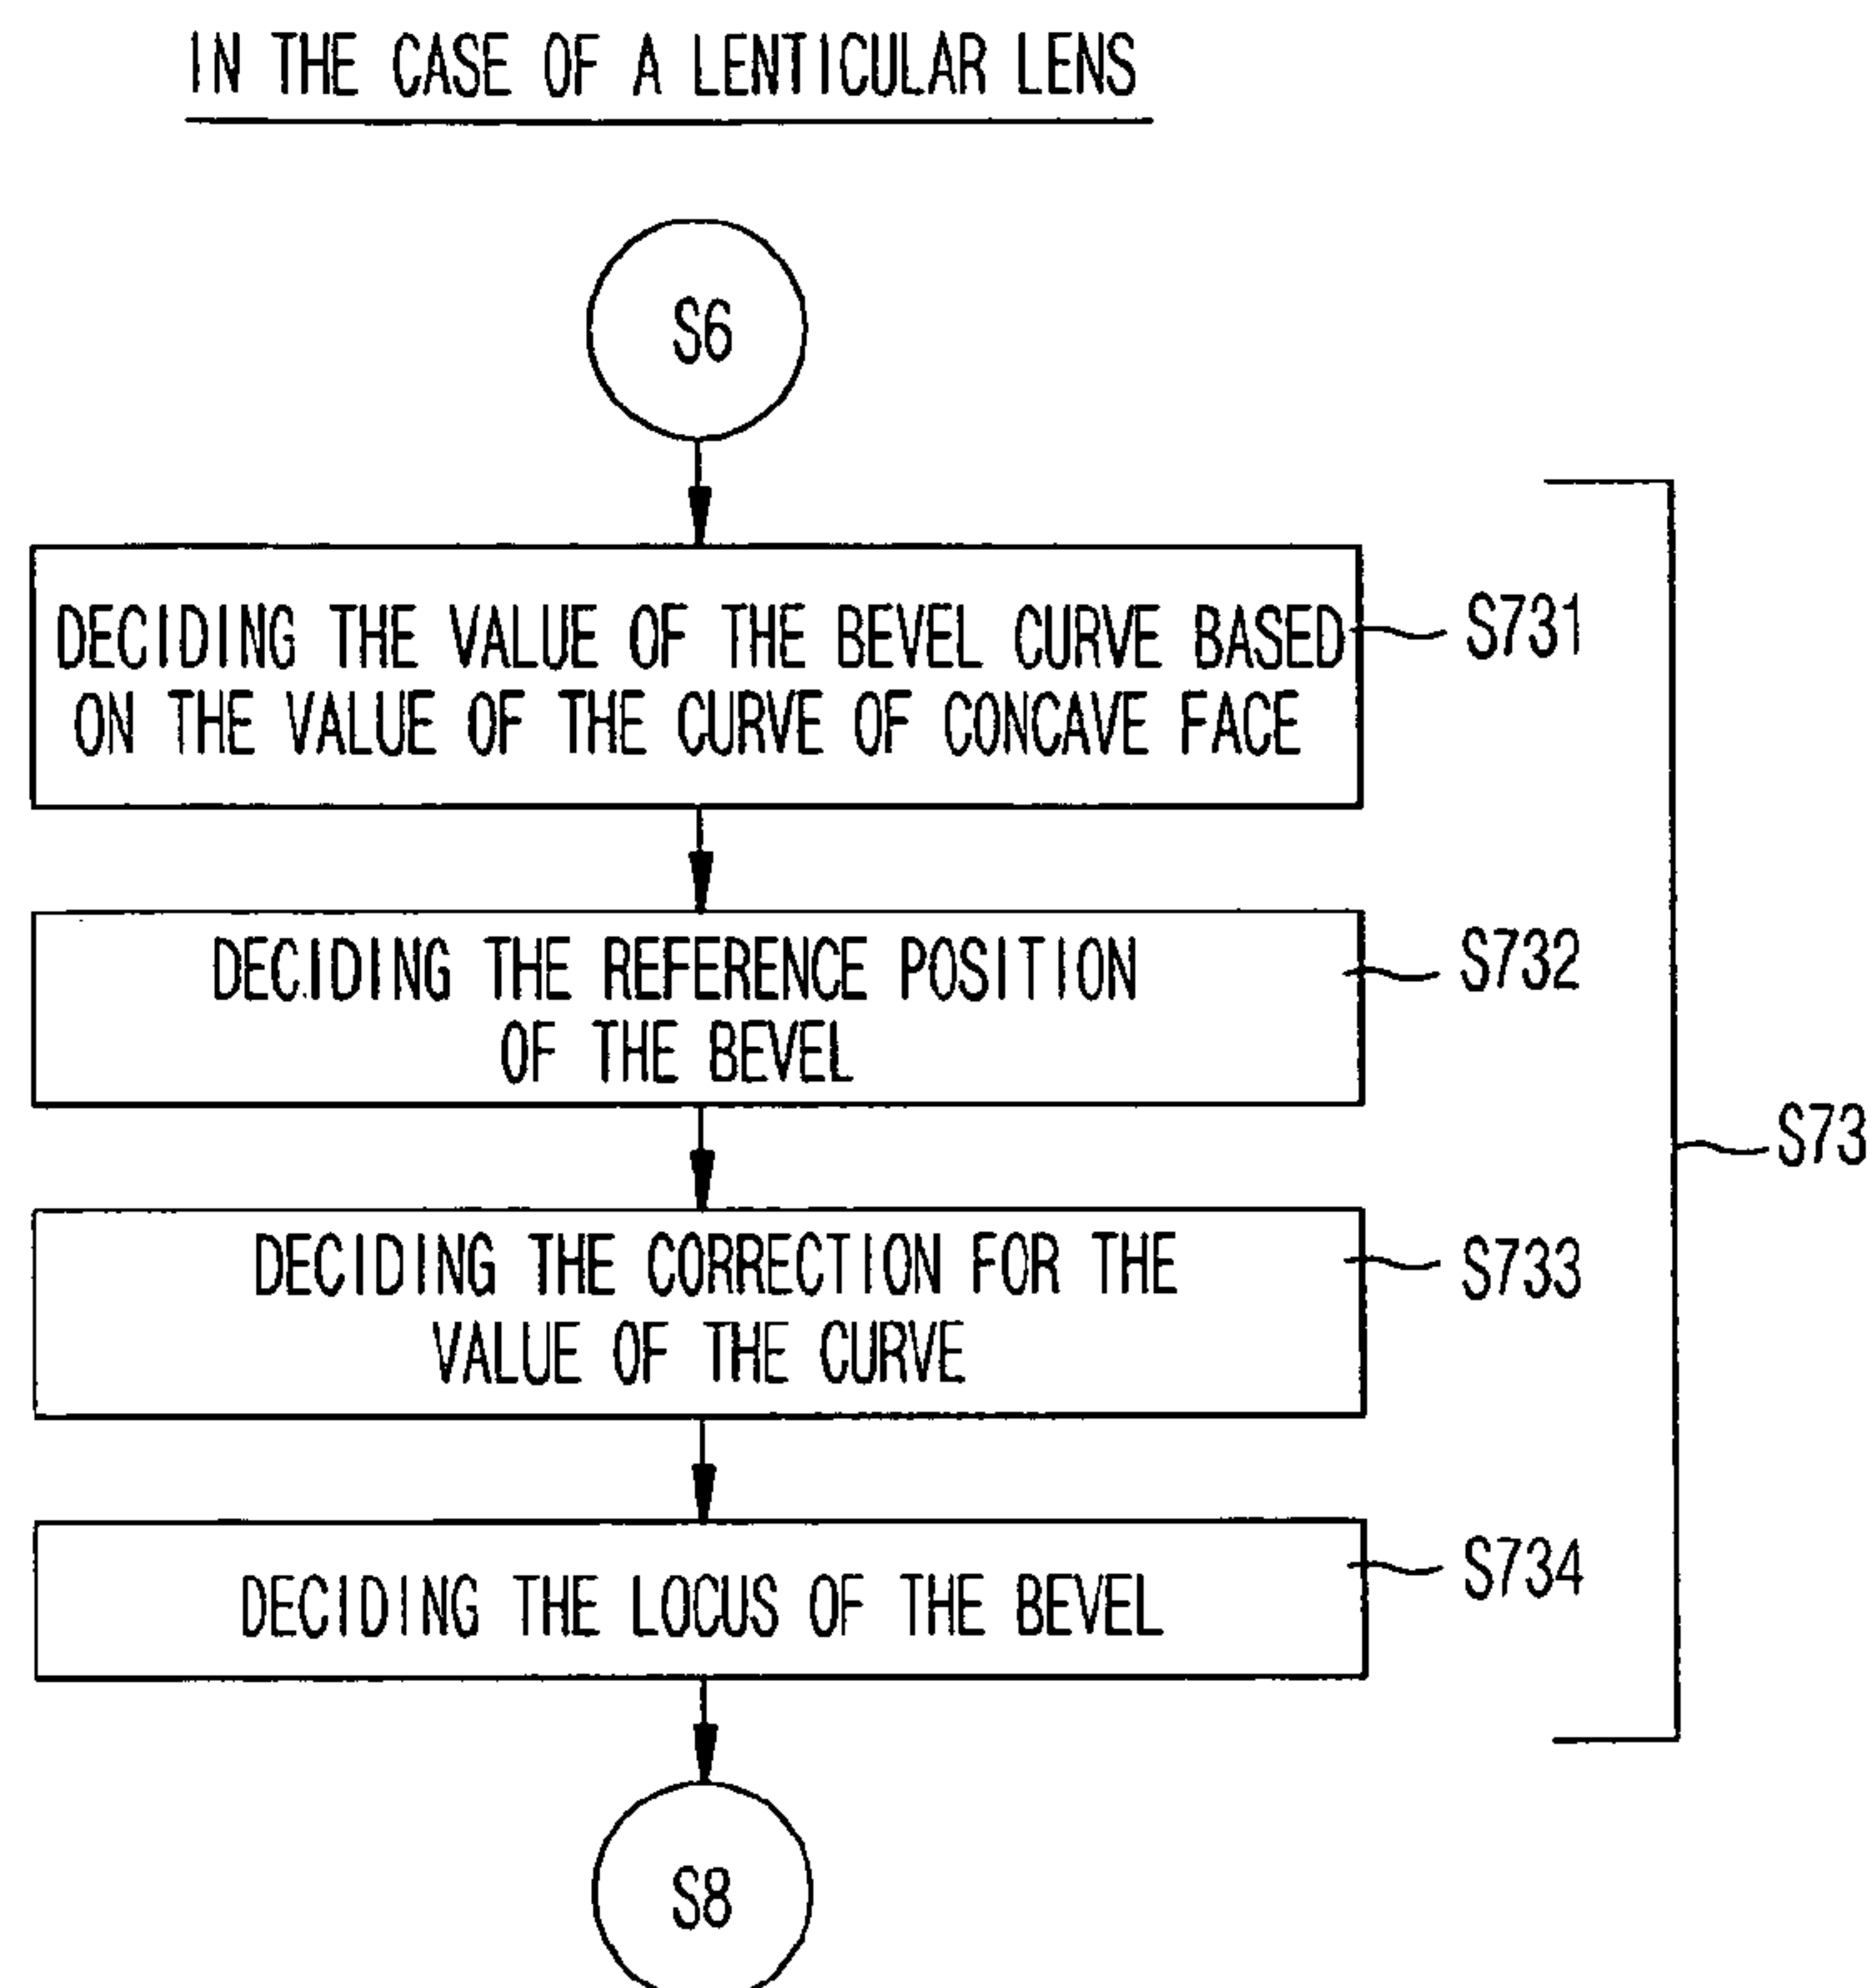 IN THE CASE OF A LENTICULAR LENS
S6
DECIDING THE VALUE OF THE BEVEL CURVE BASED
ON THE VALUE OF THE CURVE OF CONCAVE FACE
S731
DECIDING THE REFERENCE POSITION
OF THE BEVEL
S732
S73
DECIDING THE CORRECTION FOR THE
VALUE OF THE CURVE
S733
DECIDING THE LOCUS OF THE BEVEL
S734
S8